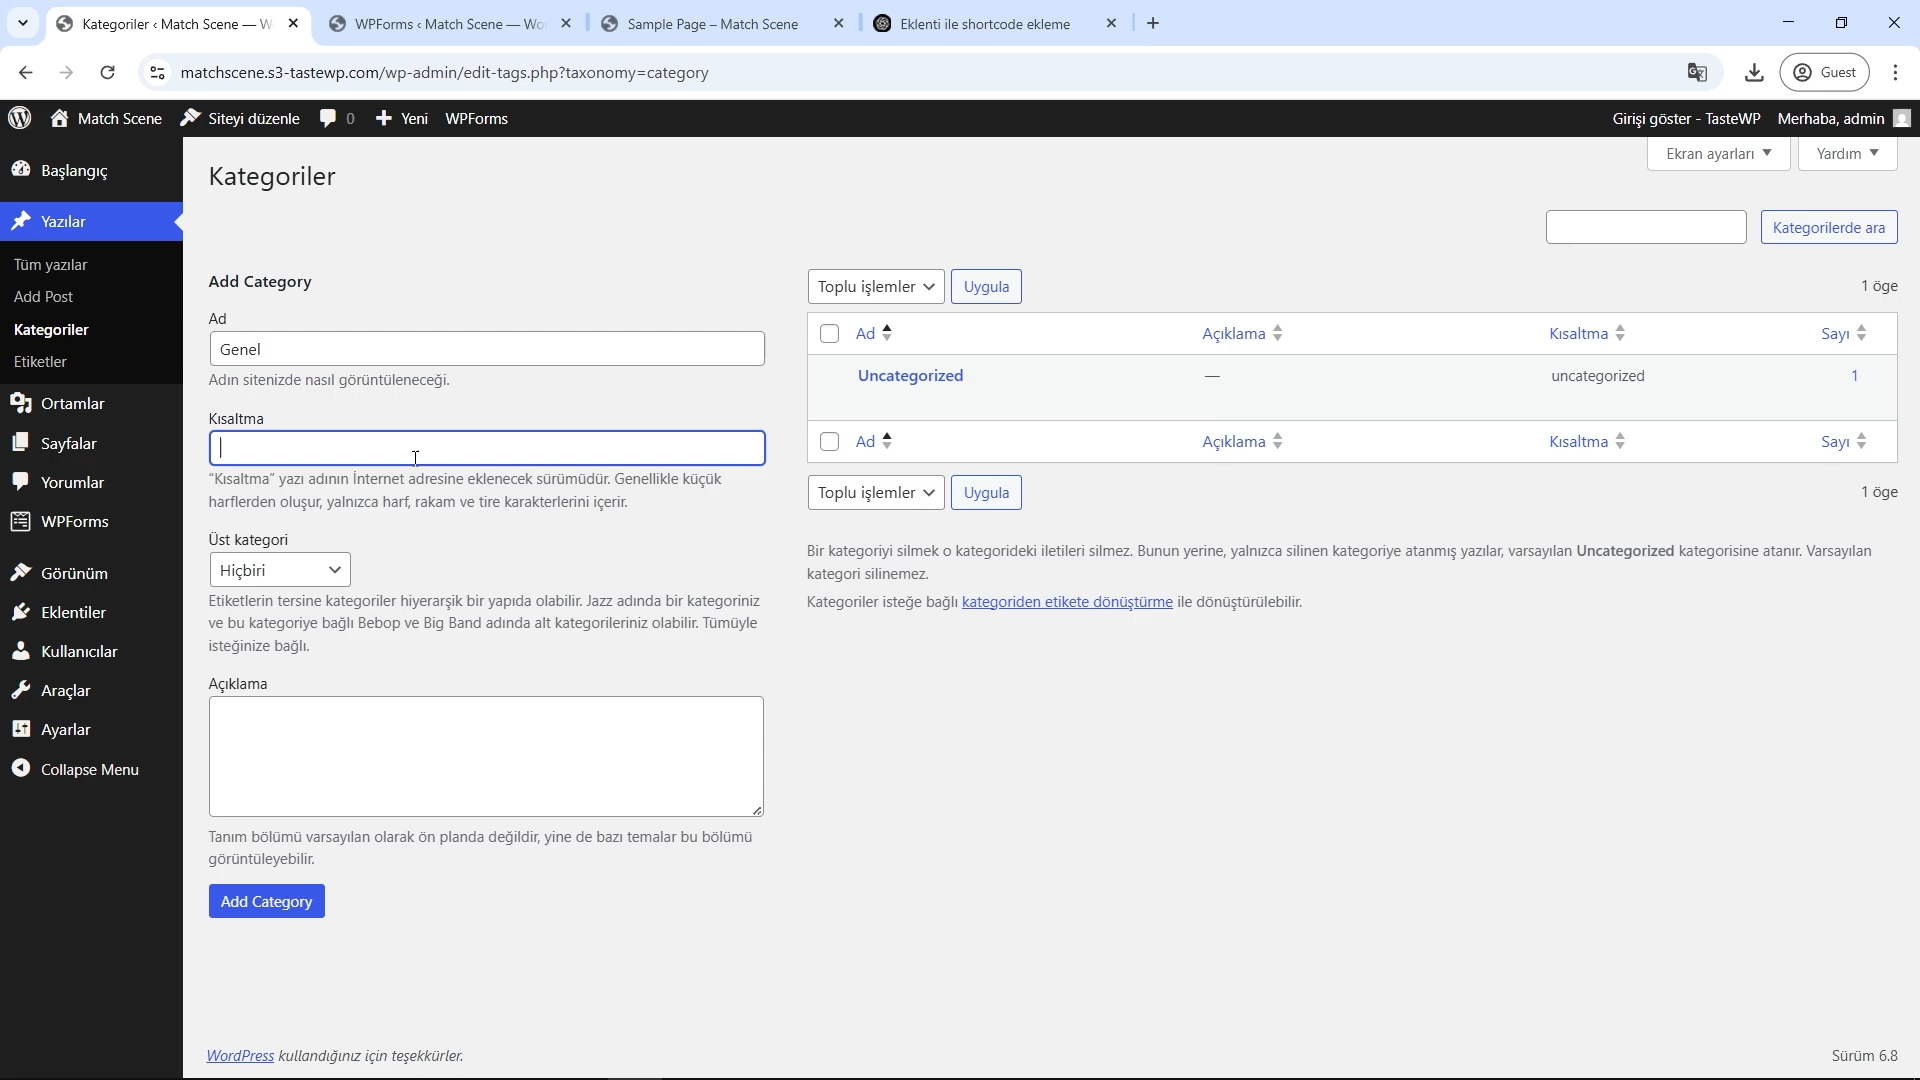 Kategoriler ‹ Match Scene — W
WPForms ‹ Match Scene — Wo
Sample Page – Match Scene
Eklenti ile shortcode ekleme
matchscene.s3-tastewp.com/wp-admin/edit-tags.php?taxonomy=category
Guest
Match Scene
Siteyi düzenle
0
Yeni
WPForms
Girişi göster - TasteWP
Merhaba, admin
Başlangıç
Yazılar
Tüm yazılar
Add Post
Kategoriler
Etiketler
Ortamlar
Sayfalar
Yorumlar
WPForms
Görünüm
Eklentiler
Kullanıcılar
Araçlar
Ayarlar
Collapse Menu
Ekran ayarları
Yardım
Kategoriler
Kategorilerde ara
Add Category
Ad
Genel
Adın sitenizde nasıl görüntüleneceği.
Kısaltma
“Kısaltma” yazı adının İnternet adresine eklenecek sürümüdür. Genellikle küçük
harflerden oluşur, yalnızca harf, rakam ve tire karakterlerini içerir.
Üst kategori
Hiçbiri
Etiketlerin tersine kategoriler hiyerarşik bir yapıda olabilir. Jazz adında bir kategoriniz
ve bu kategoriye bağlı Bebop ve Big Band adında alt kategorileriniz olabilir. Tümüyle
isteğinize bağlı.
Açıklama
Tanım bölümü varsayılan olarak ön planda değildir, yine de bazı temalar bu bölümü
görüntüleyebilir.
Add Category
Toplu işlemler
Uygula
1 öge
Ad
Açıklama
Kısaltma
Sayı
Uncategorized
—
uncategorized
1
Ad
Açıklama
Kısaltma
Sayı
Toplu işlemler
Uygula
1 öge
Bir kategoriyi silmek o kategorideki iletileri silmez. Bunun yerine, yalnızca silinen kategoriye atanmış yazılar, varsayılan Uncategorized kategorisine atanır. Varsayılan
kategori silinemez.
Kategoriler isteğe bağlı kategoriden etikete dönüştürme ile dönüştürülebilir.
WordPress kullandığınız için teşekkürler.
Sürüm 6.8